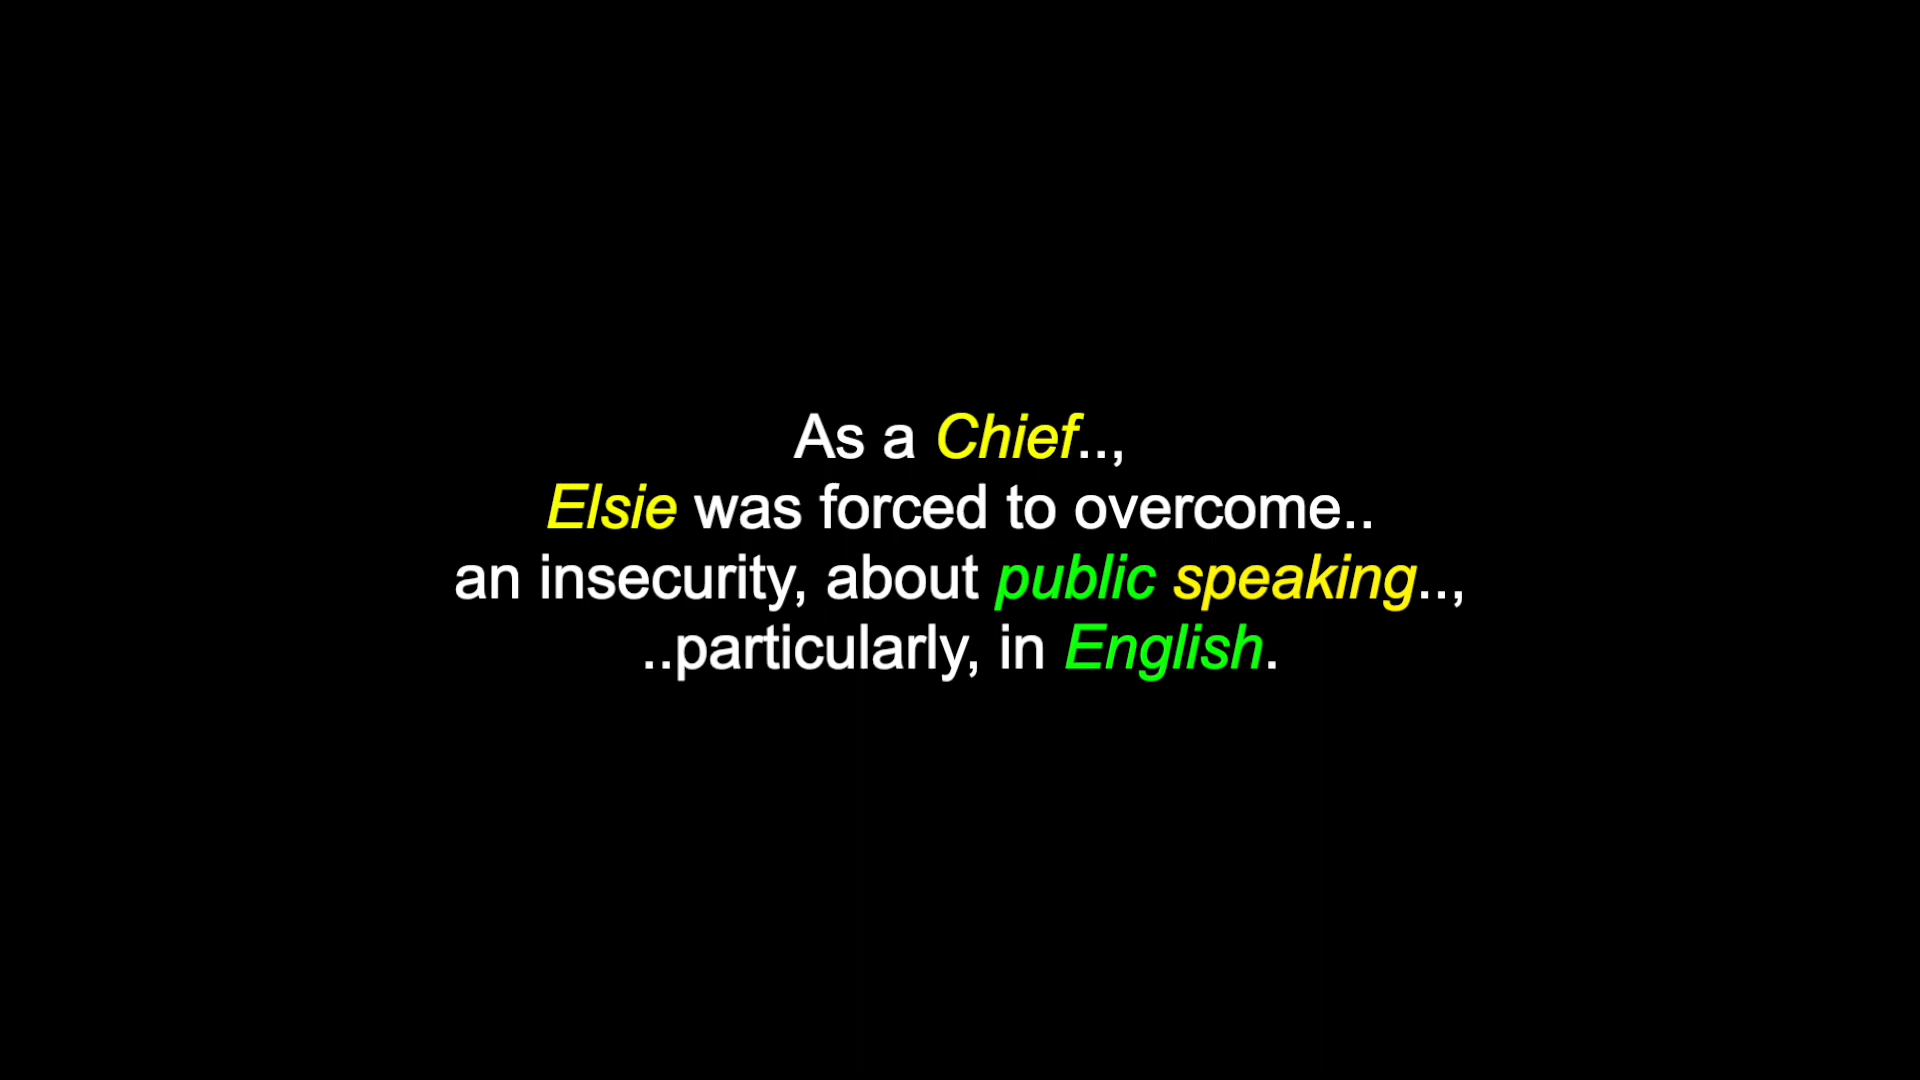 As a Chief..,
Elsie was forced to overcome..
an insecurity, about public speaking..,
..particularly, in English.